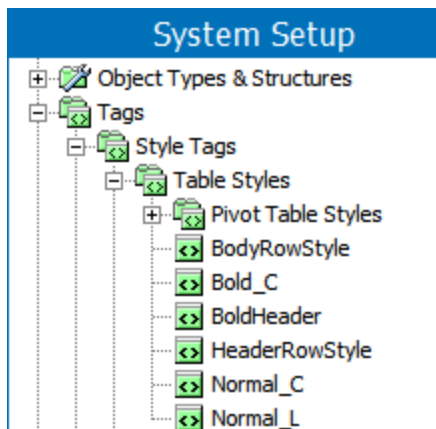 System Setup
Object Types & Structures
Tags
Style Tags
Table Styles
Pivot Table Styles
BodyRowStyle
Bold_C
BoldHeader
HeaderRowStyle
Normal_C
Normal_L